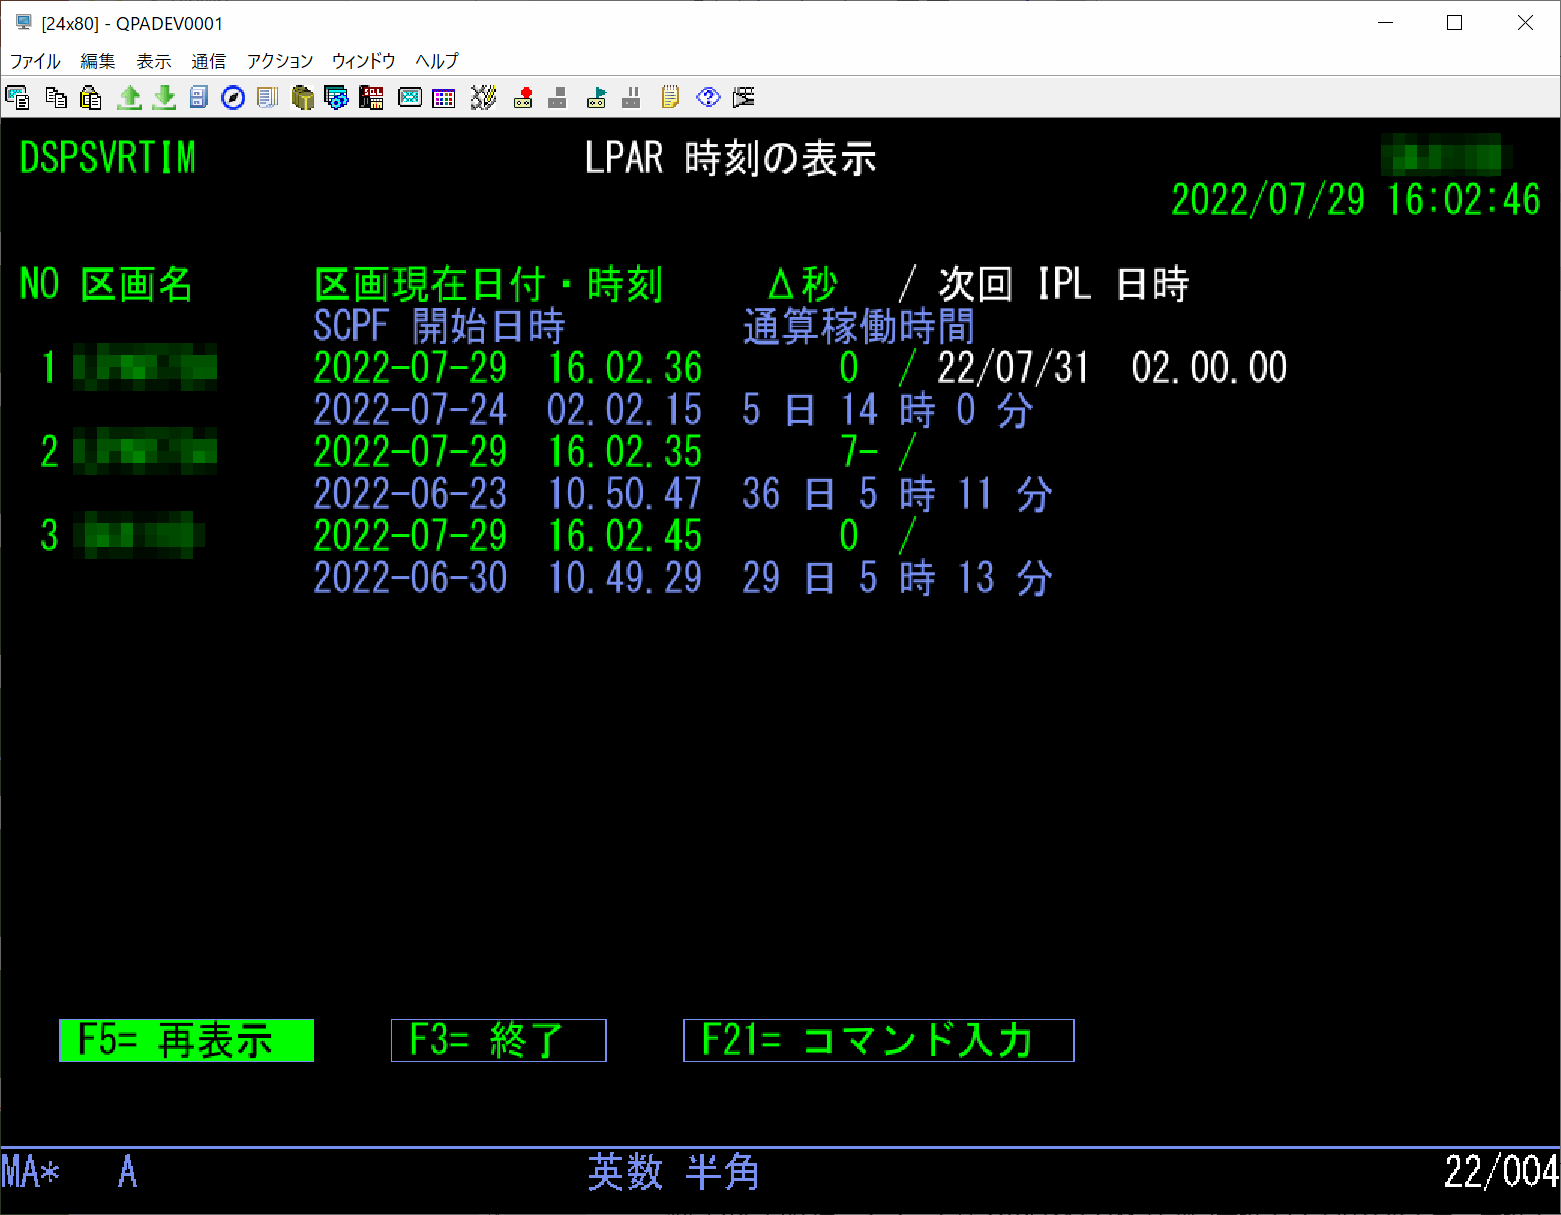 [24x80] - QPADEV0001
ファイル 編集 表示 通信 アクション ウィンドウ ヘルプ
DSPSVRTIM LPAR 時刻の表示
2022/07/29 16:02:46
NO 区画名 区画現在日付・時刻 Δ秒 / 次回 IPL 日時
SCPF 開始日時 通算稼働時間
1 2022-07-29 16.02.36 0 / 22/07/31 02.00.00
2022-07-24 02.02.15 5 日 14 時 0 分
2 2022-07-29 16.02.35 7- /
2022-06-23 10.50.47 36 日 5 時 11 分
3 2022-07-29 16.02.45 0 /
2022-06-30 10.49.29 29 日 5 時 13 分
F5= 再表示 F3= 終了 F21= コマンド入力
MA* A 英数 半角 22/004